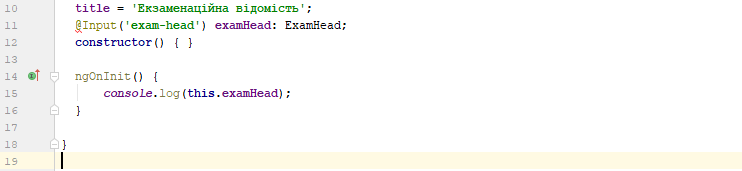 10 title = 'Екзаменаційна відомість';
11 @Input('exam-head') examHead: ExamHead;
12 constructor() { }
13
14 ngOnInit() {
15 console.log(this.examHead);
16 }
17
18 }
19